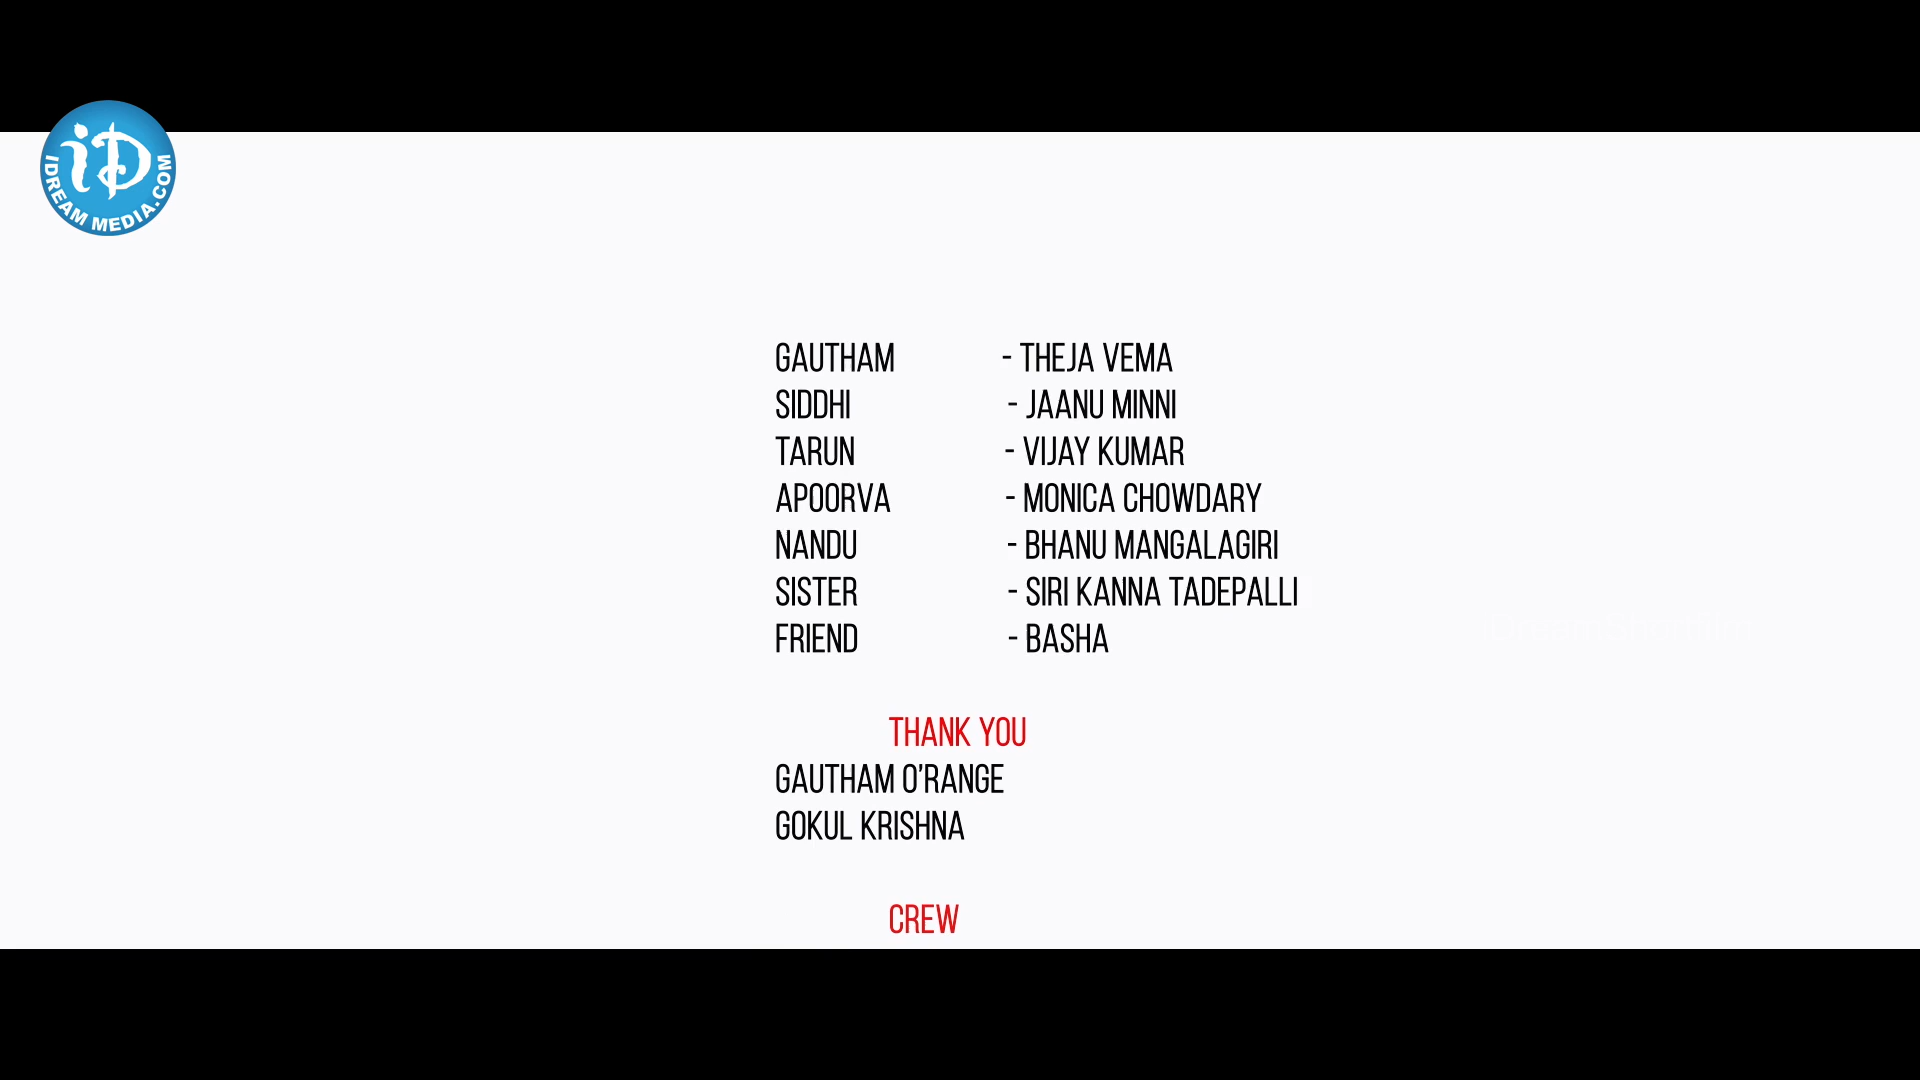 iD
IDREAM MEDIA.COM
GAUTHAM - THEJA VEMA
SIDDHI - JAANU MINNI
TARUN - VIJAY KUMAR
APOORVA - MONICA CHOWDARY
NANDU - BHANU MANGALAGIRI
SISTER - SIRI KANNA TADEPALLI
FRIEND - BASHA
THANK YOU
GAUTHAM O'RANGE
GOKUL KRISHNA
CREW